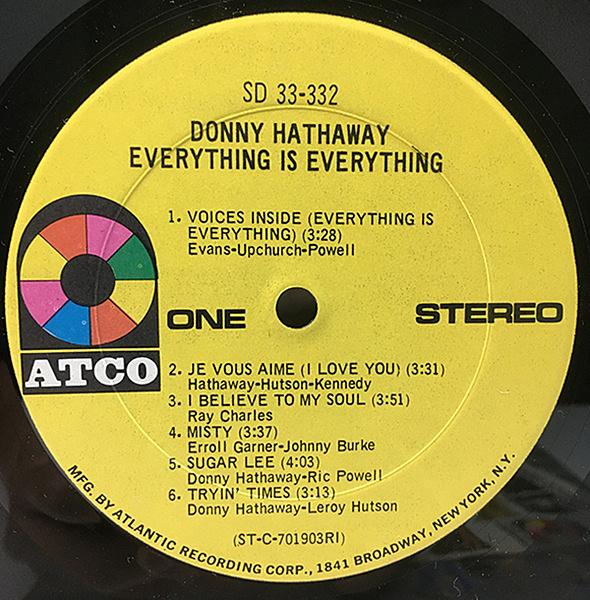 SD 33-332
DONNY HATHAWAY
EVERYTHING IS EVERYTHING
1. VOICES INSIDE (EVERYTHING IS
EVERYTHING) (3:28)
Evans-Upchurch-Powell
ONE
STEREO
ATCO
2. JE VOUS AIME (I LOVE YOU) (3:31)
Hathaway-Hutson-Kennedy
3. I BELIEVE TO MY SOUL (3:51)
Ray Charles
4. MISTY (3:37)
Erroll Garner-Johnny Burke
5. SUGAR LEE (4:03)
Donny Hathaway-Ric Powell
6. TRYIN' TIMES (3:13)
Donny Hathaway-Leroy Hutson
(ST-C-701903RI)
MFG. BY ATLANTIC RECORDING CORP., 1841 BROADWAY, NEW YORK, N.Y.